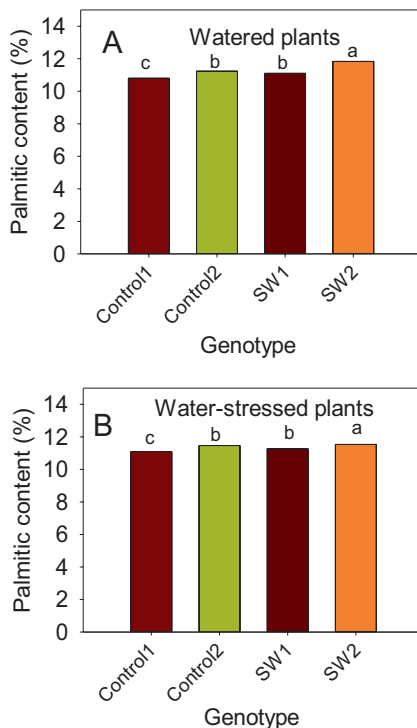 A
Watered plants
Palmitic content (%)
14
12
10
8
6
4
2
0
c
b
b
a
Control1
Control2
SW1
SW2
Genotype
B
Water-stressed plants
Palmitic content (%)
14
12
10
8
6
4
2
0
c
b
b
a
Control1
Control2
SW1
SW2
Genotype